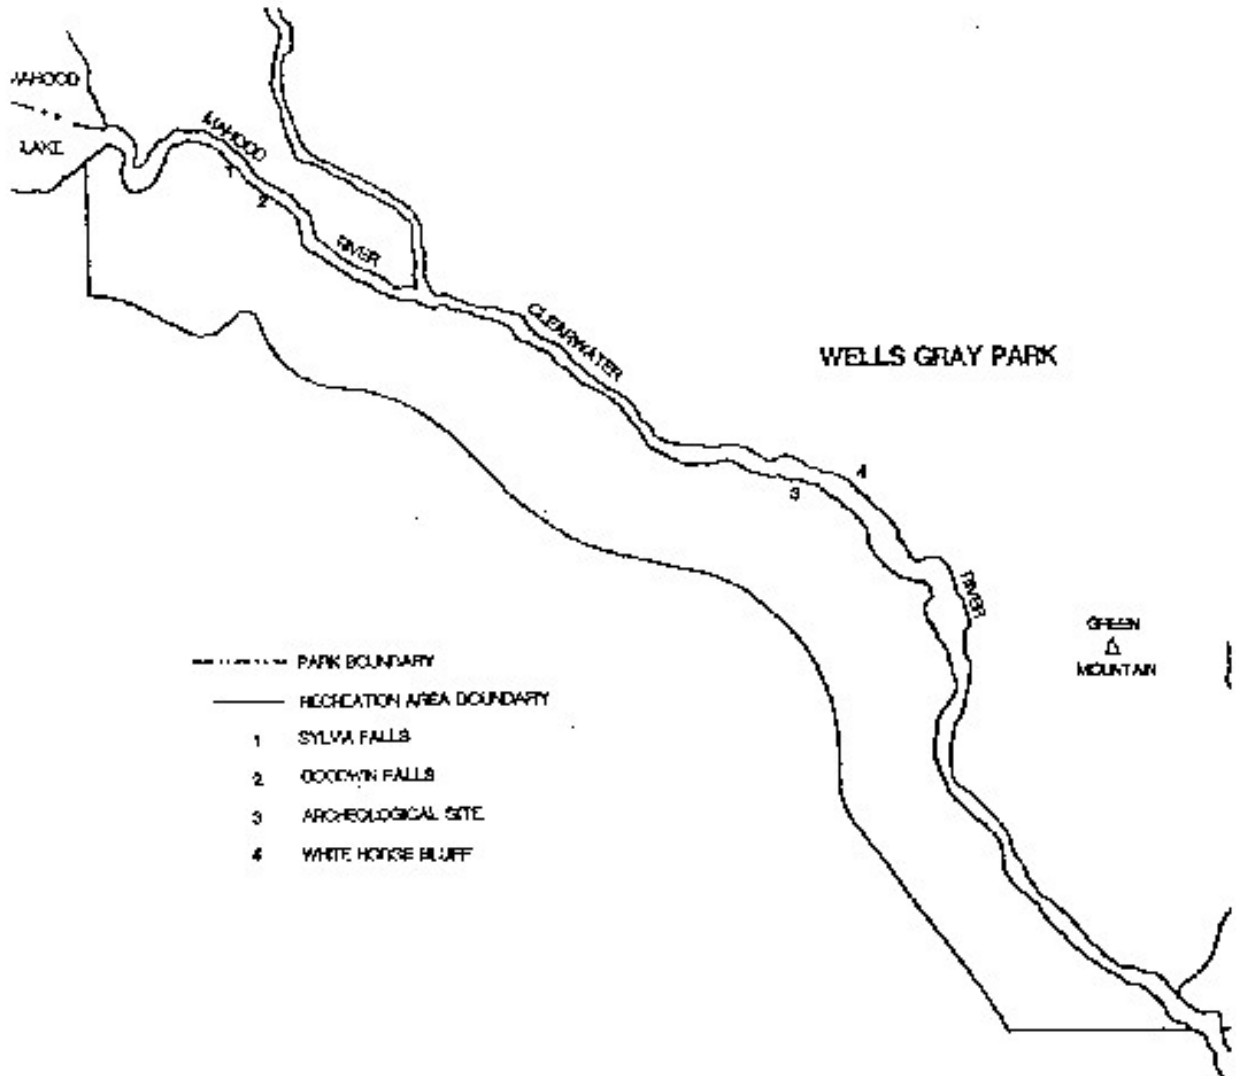 MAHOOD
LAKE
MAHOOD
1
2
RIVER
CLEARWATER
WELLS GRAY PARK
4
3
RIVER
GREEN
MOUNTAIN
PARK BOUNDARY
RECREATION AREA BOUNDARY
1 SYLVIA FALLS
2 GOODWIN FALLS
3 ARCHEOLOGICAL SITE
4 WHITE HORSE BLUFF